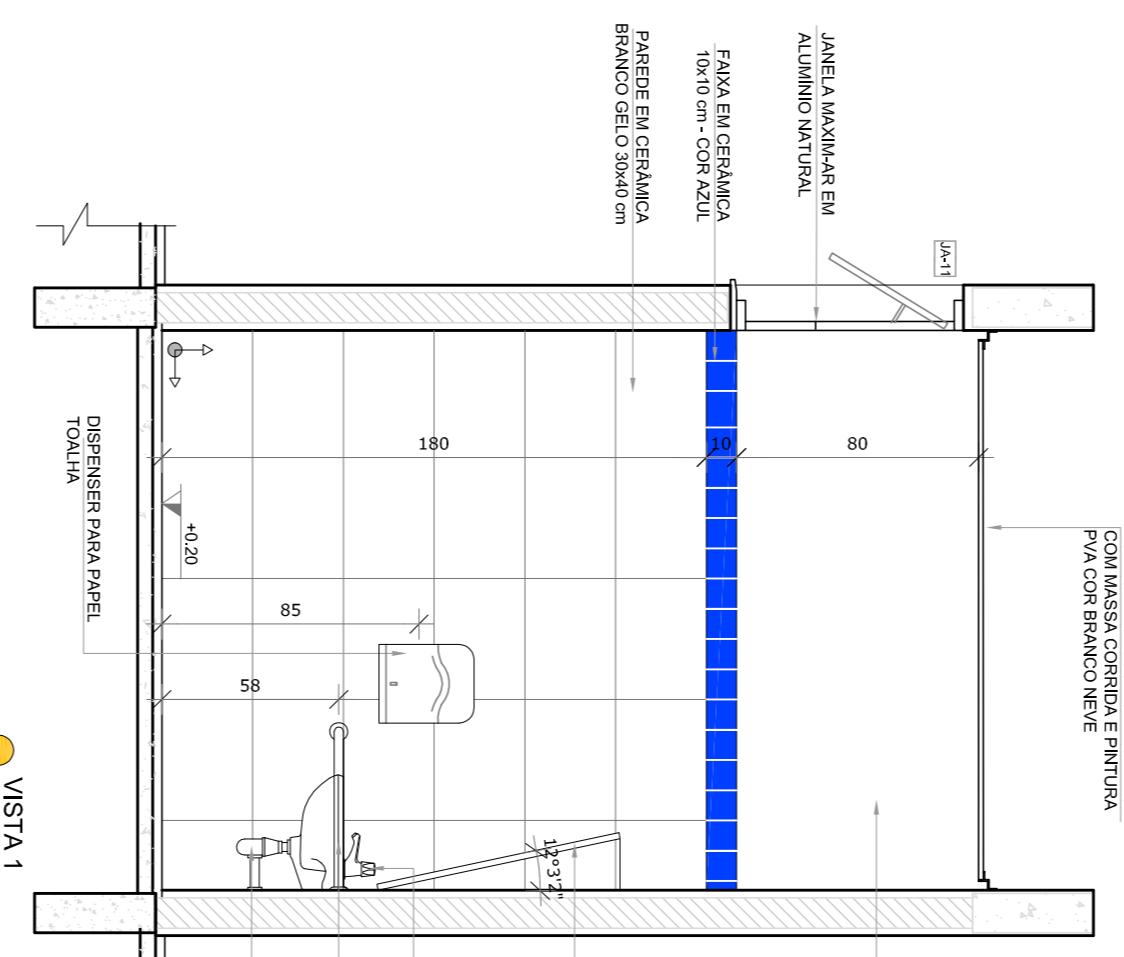 COM MASSA CORRIDA E PINTURA
PVA COR BRANCO NEVE
JANELA MAXIM-AR EM
ALUMÍNIO NATURAL
JA-11
FAIXA EM CERÂMICA
10x10 cm - COR AZUL
PAREDE EM CERÂMICA
BRANCO GELO 30x40 cm
180
10
80
+0.20
85
58
12º3'2"
DISPENSER PARA PAPEL
TOALHA
VISTA 1